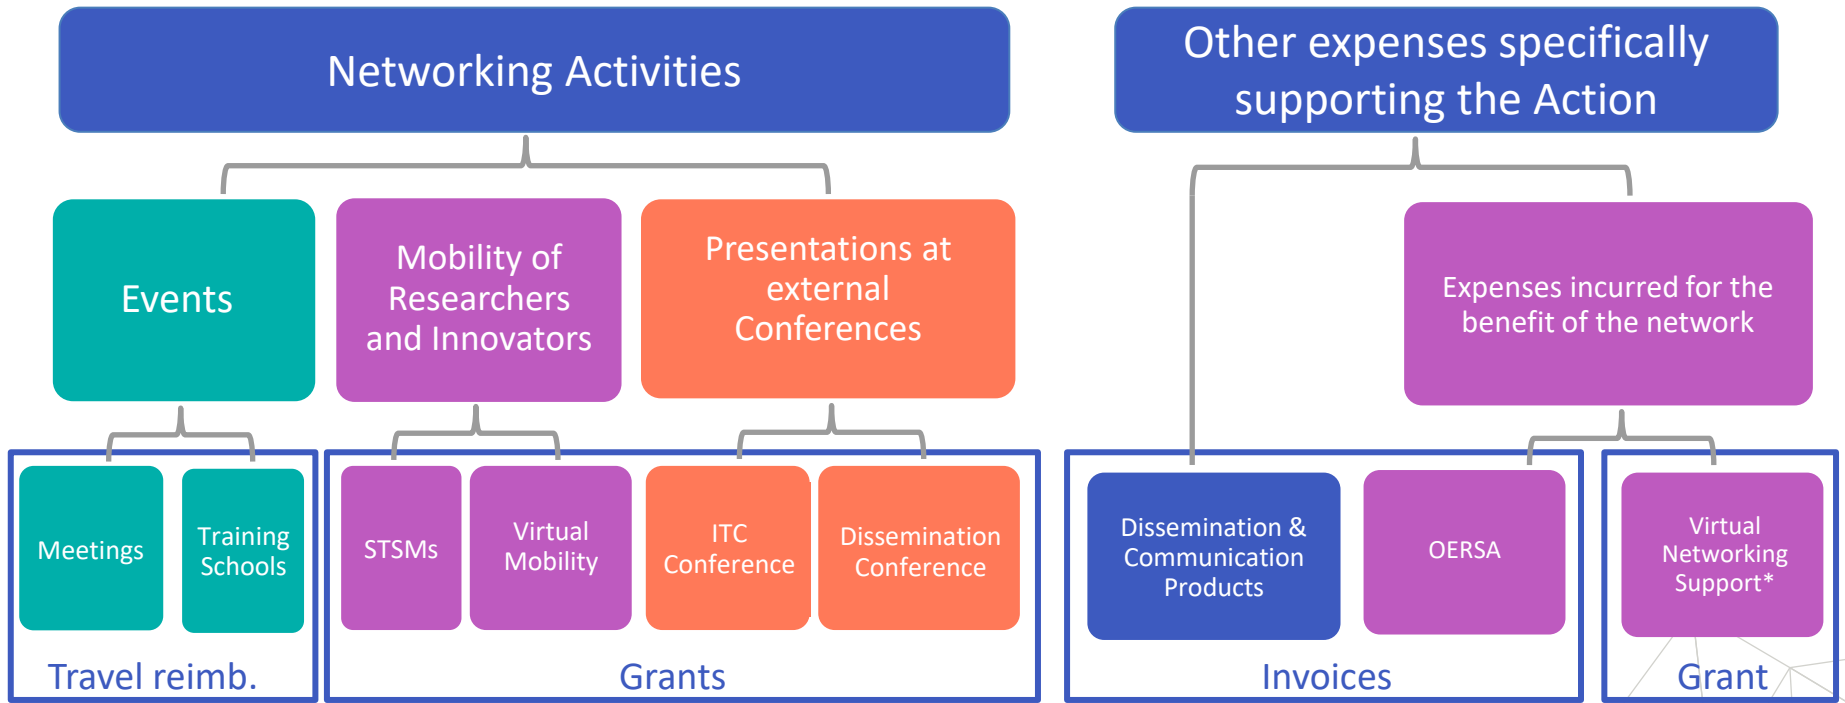 Networking Activities
Other expenses specifically
supporting the Action
Events
Mobility of
Researchers
and Innovators
Presentations at
external
Conferences
Expenses incurred for the
benefit of the network
Meetings
Training
Schools
STSMs
Virtual
Mobility
ITC
Conference
Dissemination
Conference
Dissemination &
Communication
Products
OERSA
Virtual
Networking
Support*
Travel reimb.
Grants
Invoices
Grant